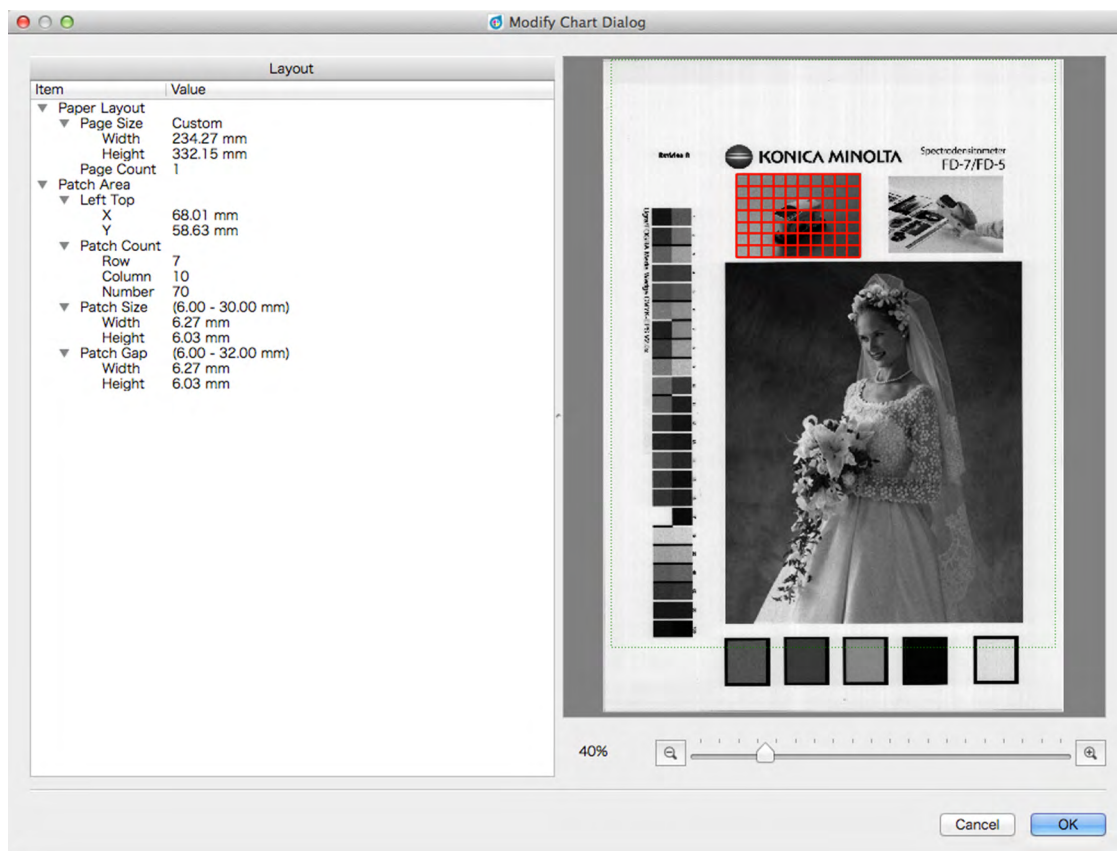 Modify Chart Dialog
Layout
Item Value
Paper Layout
Page Size Custom
Width 234.27 mm
Height 332.15 mm
Page Count 1
Patch Area
Left Top
X 68.01 mm
Y 58.63 mm
Patch Count
Row 7
Column 10
Number 70
Patch Size (6.00 - 30.00 mm)
Width 6.27 mm
Height 6.03 mm
Patch Gap (6.00 - 32.00 mm)
Width 6.27 mm
Height 6.03 mm
KONICA MINOLTA
Spectrodensitometer
FD-7/FD-5
40%
Cancel OK